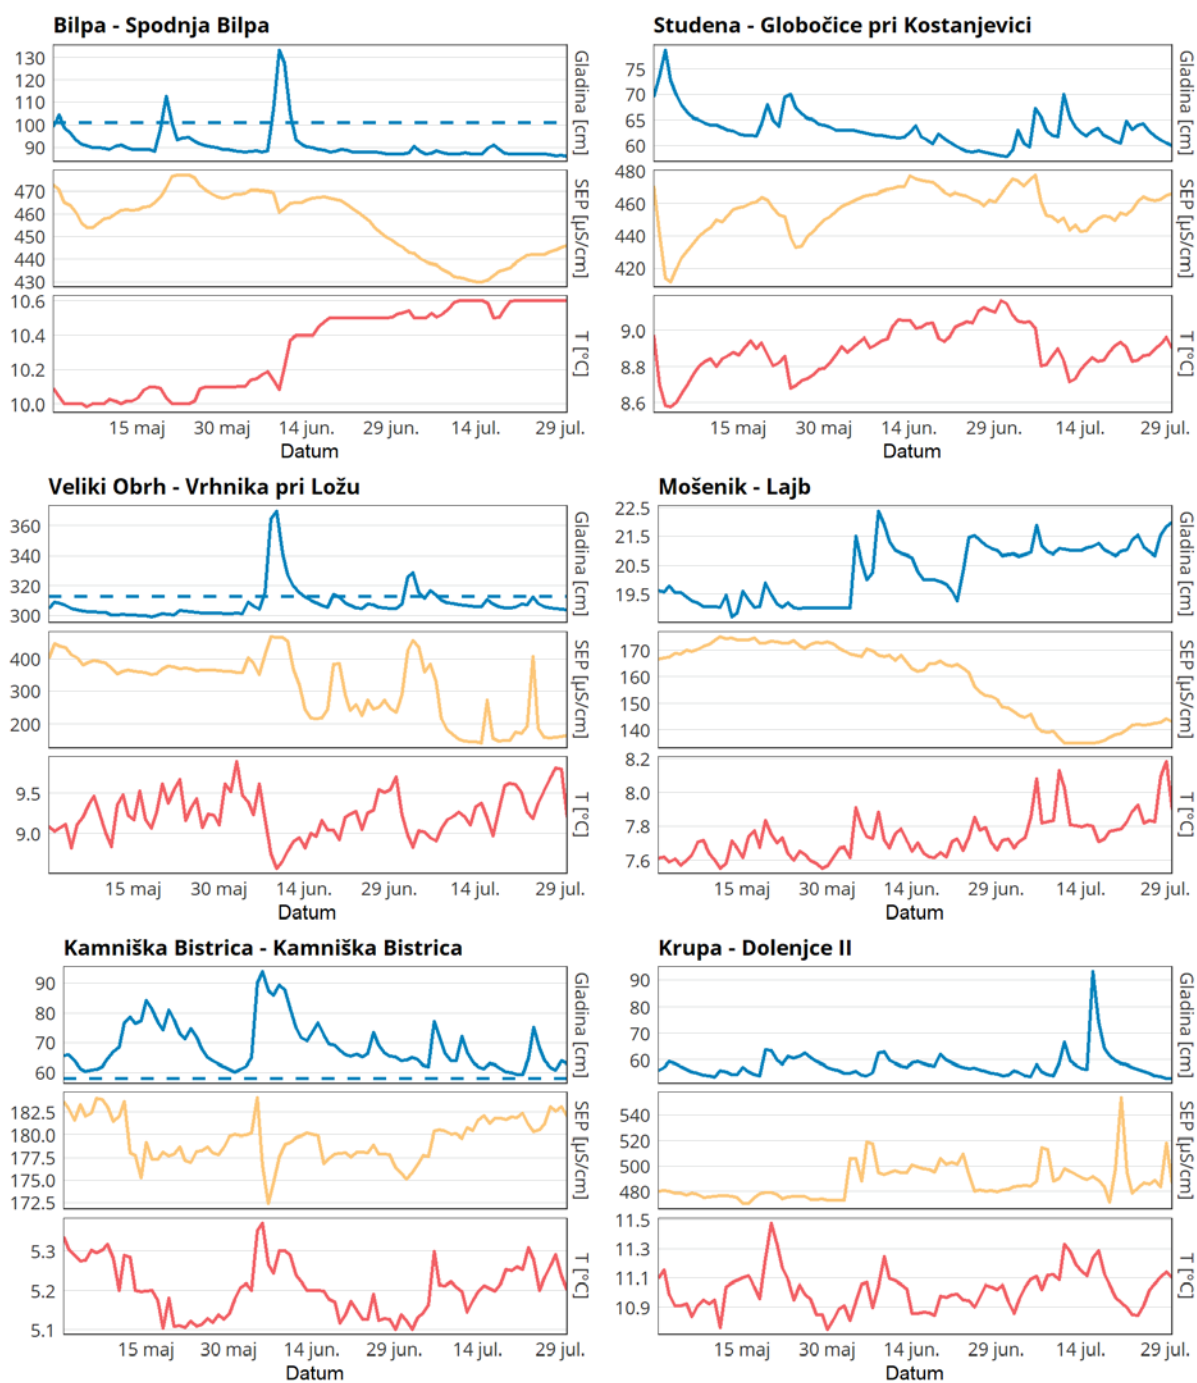 Bilpa - Spodnja Bilpa
130
120
110
100
90
Gladina [cm]
470
460
450
440
430
SEP [µS/cm]
10.6
10.4
10.2
10.0
T [°C]
15 maj 30 maj 14 jun. 29 jun. 14 jul. 29 jul.
Datum
Studena - Globočice pri Kostanjevici
75
70
65
60
Gladina [cm]
480
460
440
420
SEP [µS/cm]
9.0
8.8
8.6
T [°C]
15 maj 30 maj 14 jun. 29 jun. 14 jul. 29 jul.
Datum
Veliki Obrh - Vrhnika pri Ložu
360
340
320
300
Gladina [cm]
400
300
200
SEP [µS/cm]
9.5
9.0
T [°C]
15 maj 30 maj 14 jun. 29 jun. 14 jul. 29 jul.
Datum
Mošenik - Lajb
22.5
21.5
20.5
19.5
Gladina [cm]
170
160
150
140
SEP [µS/cm]
8.2
8.0
7.8
7.6
T [°C]
15 maj 30 maj 14 jun. 29 jun. 14 jul. 29 jul.
Datum
Kamniška Bistrica - Kamniška Bistrica
90
80
70
60
Gladina [cm]
182.5
180.0
177.5
175.0
172.5
SEP [µS/cm]
5.3
5.2
5.1
T [°C]
15 maj 30 maj 14 jun. 29 jun. 14 jul. 29 jul.
Datum
Krupa - Dolenjce II
90
80
70
60
Gladina [cm]
540
520
500
480
SEP [µS/cm]
11.5
11.3
11.1
10.9
T [°C]
15 maj 30 maj 14 jun. 29 jun. 14 jul. 29 jul.
Datum